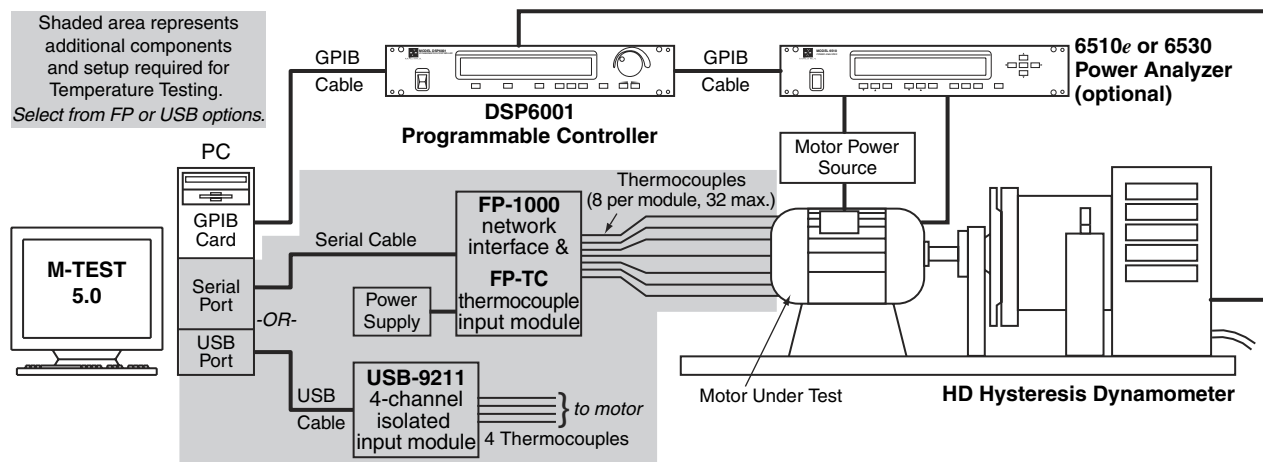 Shaded area represents
additional components
and setup required for
Temperature Testing.
Select from FP or USB options.
GPIB
Cable
DSP6001
Programmable Controller
GPIB
Cable
6510e or 6530
Power Analyzer
(optional)
PC
GPIB
Card
Serial
Port
USB
Port
M-TEST
5.0
Serial Cable
-OR-
FP-1000
network
interface &
FP-TC
thermocouple
input module
Power
Supply
Thermocouples
(8 per module, 32 max.)
Motor Power
Source
USB
Cable
USB-9211
4-channel
isolated
input module
to motor
4 Thermocouples
Motor Under Test
HD Hysteresis Dynamometer